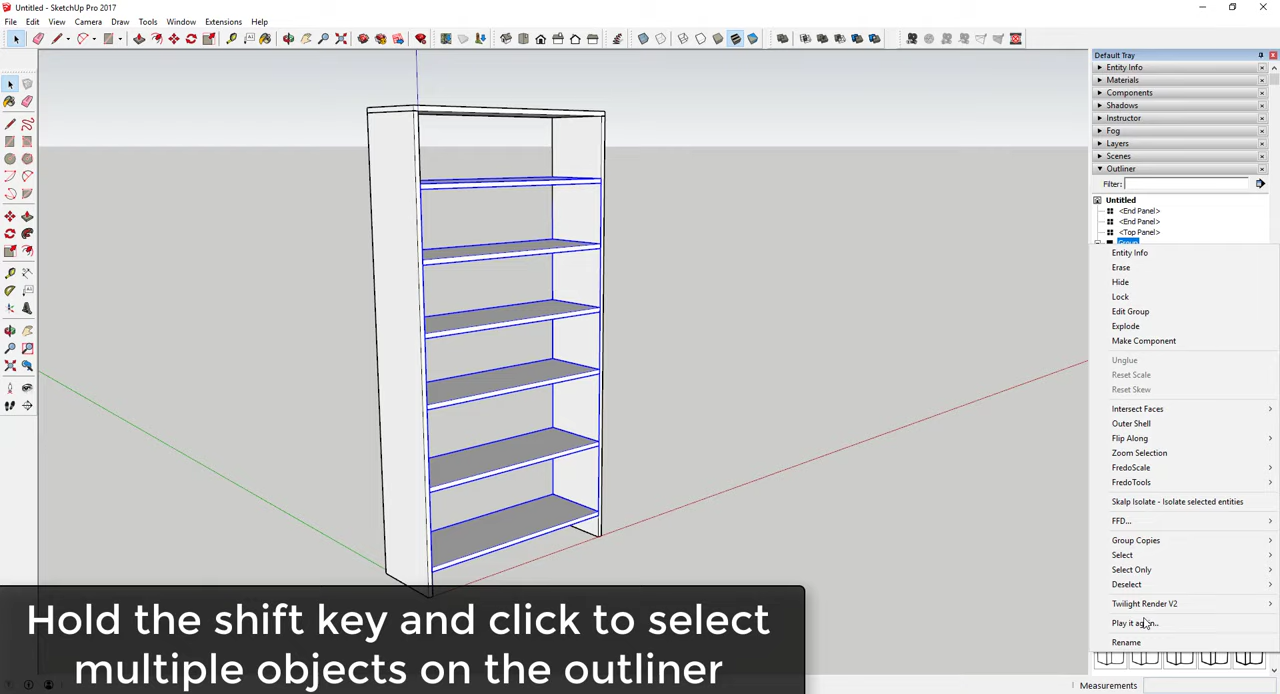 Untitled - SketchUp Pro 2017
File Edit View Camera Draw Tools Window Extensions Help
Default Tray
Entity Info
Materials
Components
Shadows
Instructor
Fog
Layers
Scenes
Outliner
Filter:
Untitled
<End Panel>
<End Panel>
<Top Panel>
Group
Entity Info
Erase
Hide
Lock
Edit Group
Explode
Make Component
Unglue
Reset Scale
Reset Skew
Intersect Faces
Outer Shell
Flip Along
Zoom Selection
FredoScale
FredoTools
Skalp Isolate - Isolate selected entities
FFD...
Group Copies
Select
Select Only
Deselect
Twilight Render V2
Play it again..
Rename
Hold the shift key and click to select
multiple objects on the outliner
Measurements